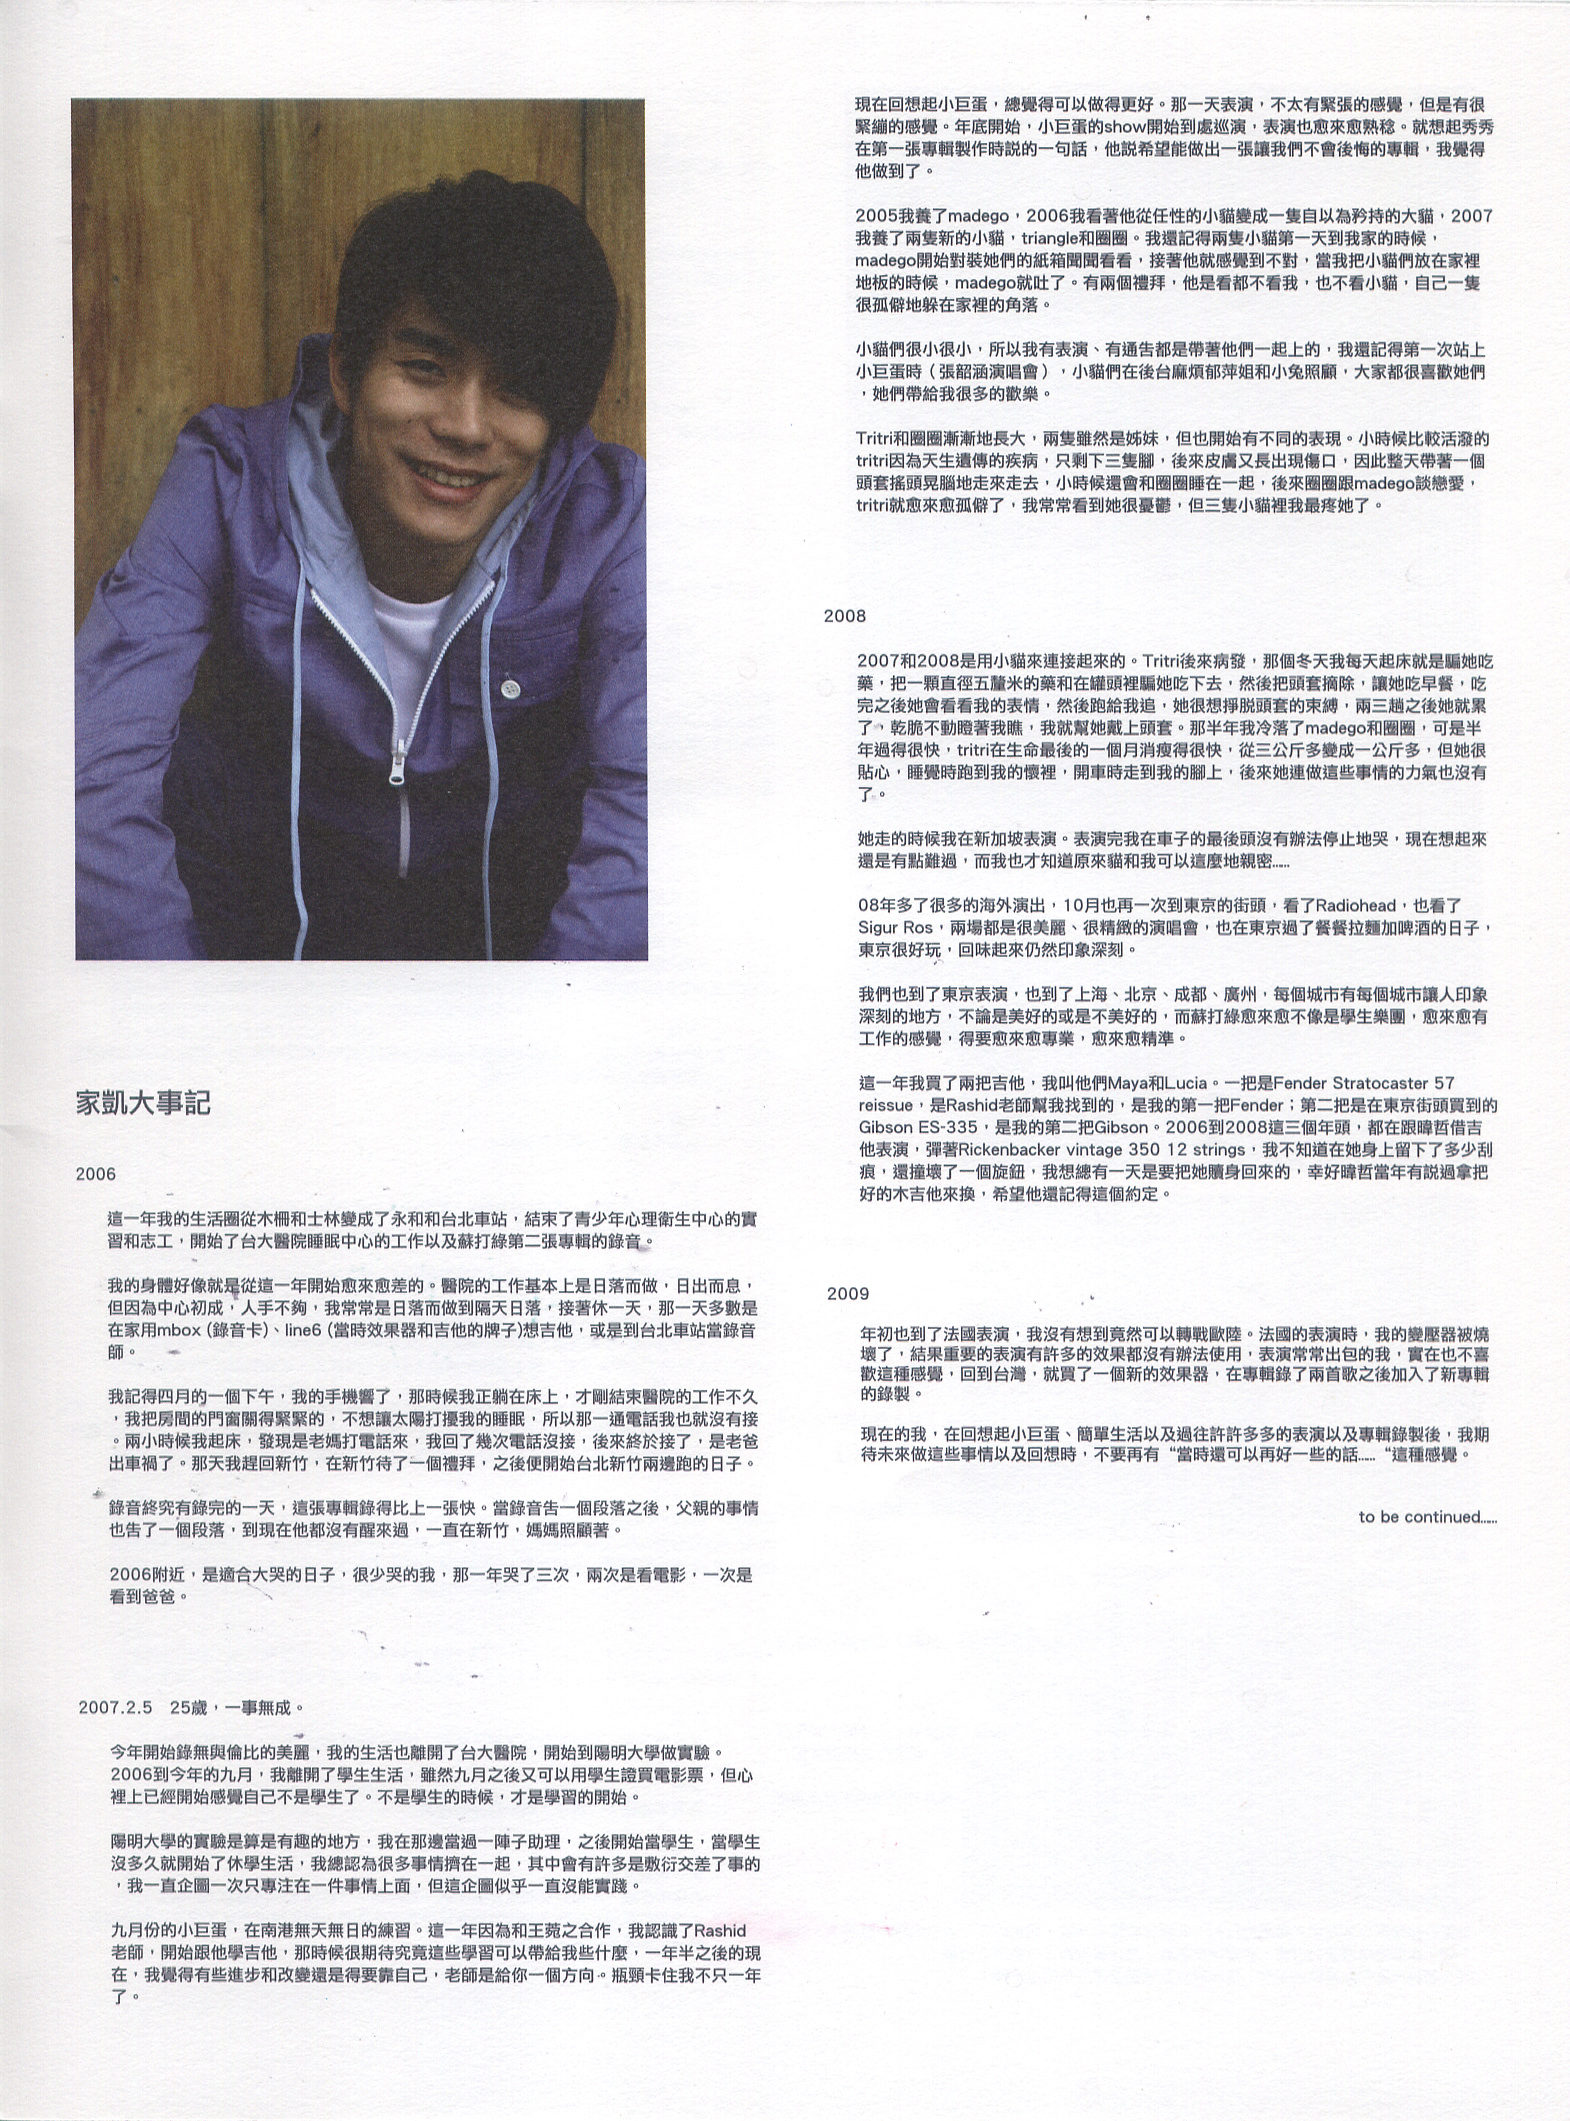 家凱大事記
2006
這一年我的生活圈從木柵和士林變成了永和和台北車站，結束了青少年心理衛生中心的實
習和志工，開始了台大醫院睡眠中心的工作以及蘇打綠第二張專輯的錄音。
我的身體好像就是從這一年開始愈來愈差的。醫院的工作基本上是日落而做，日出而息，
但因為中心初成，人手不夠，我常常是日落而做到隔天日落，接著休一天，那一天多數是
在家用mbox (錄音卡)、line6 (當時效果器和吉他的牌子)想吉他，或是到台北車站當錄音
師。
我記得四月的一個下午，我的手機響了，那時候我正躺在床上，才剛結束醫院的工作不久
，我把房間的門窗關得緊緊的，不想讓太陽打擾我的睡眠，所以那一通電話我也就沒有接
。兩小時候我起床，發現是老媽打電話來，我回了幾次電話沒接，後來終於接了，是老爸
出車禍了。那天我趕回新竹，在新竹待了一個禮拜，之後便開始台北新竹兩邊跑的日子。
錄音終究有錄完的一天，這張專輯錄得比上一張快。當錄音告一個段落之後，父親的事情
也告了一個段落，到現在他都沒有醒來過，一直在新竹，媽媽照顧著。
2006附近，是適合大哭的日子，很少哭的我，那一年哭了三次，兩次是看電影，一次是
看到爸爸。
2007.2.5　25歲，一事無成。
今年開始錄無與倫比的美麗，我的生活也離開了台大醫院，開始到陽明大學做實驗。
2006到今年的九月，我離開了學生生活，雖然九月之後又可以用學生證買電影票，但心
裡上已經開始感覺自己不是學生了。不是學生的時候，才是學習的開始。
陽明大學的實驗是算是有趣的地方，我在那邊當過一陣子助理，之後開始當學生，當學生
沒多久就開始了休學生活，我總認為很多事情擠在一起，其中會有許多是敷衍交差了事的
，我一直企圖一次只專注在一件事情上面，但這企圖似乎一直沒能實踐。
九月份的小巨蛋，在南港無天無日的練習。這一年因為和王菀之合作，我認識了Rashid
老師，開始跟他學吉他，那時候很期待究竟這些學習可以帶給我些什麼，一年半之後的現
在，我覺得有些進步和改變還是得要靠自己，老師是給你一個方向。瓶頸卡住我不只一年
了。
現在回想起小巨蛋，總覺得可以做得更好。那一天表演，不太有緊張的感覺，但是有很
緊繃的感覺。年底開始，小巨蛋的show開始到處巡演，表演也愈來愈熟稔。就想起秀秀
在第一張專輯製作時説的一句話，他説希望能做出一張讓我們不會後悔的專輯，我覺得
他做到了。
2005我養了madego，2006我看著他從任性的小貓變成一隻自以為矜持的大貓，2007
我養了兩隻新的小貓，triangle和圈圈。我還記得兩隻小貓第一天到我家的時候，
madego開始對裝她們的紙箱聞聞看看，接著他就感覺到不對，當我把小貓們放在家裡
地板的時候，madego就吐了。有兩個禮拜，他是看都不看我，也不看小貓，自己一隻
很孤僻地躲在家裡的角落。
小貓們很小很小，所以我有表演、有通告都是帶著他們一起上的，我還記得第一次站上
小巨蛋時（張韶涵演唱會），小貓們在後台麻煩郁萍姐和小兔照顧，大家都很喜歡她們
，她們帶給我很多的歡樂。
Tritri和圈圈漸漸地長大，兩隻雖然是姊妹，但也開始有不同的表現。小時候比較活潑的
tritri因為天生遺傳的疾病，只剩下三隻腳，後來皮膚又長出現傷口，因此整天帶著一個
頭套搖頭晃腦地走來走去，小時候還會和圈圈睡在一起，後來圈圈跟madego談戀愛，
tritri就愈來愈孤僻了，我常常看到她很憂鬱，但三隻小貓裡我最疼她了。
2008
2007和2008是用小貓來連接起來的。Tritri後來病發，那個冬天我每天起床就是騙她吃
藥，把一顆直徑五釐米的藥和在罐頭裡騙她吃下去，然後把頭套摘除，讓她吃早餐，吃
完之後她會看看我的表情，然後跑給我追，她很想掙脱頭套的束縛，兩三趟之後她就累
了，乾脆不動瞪著我瞧，我就幫她戴上頭套。那半年我冷落了madego和圈圈，可是半
年過得很快，tritri在生命最後的一個月消瘦得很快，從三公斤多變成一公斤多，但她很
貼心，睡覺時跑到我的懷裡，開車時走到我的腳上，後來她連做這些事情的力氣也沒有
了。
她走的時候我在新加坡表演。表演完我在車子的最後頭沒有辦法停止地哭，現在想起來
還是有點難過，而我也才知道原來貓和我可以這麼地親密……
08年多了很多的海外演出，10月也再一次到東京的街頭，看了Radiohead，也看了
Sigur Ros，兩場都是很美麗、很精緻的演唱會，也在東京過了餐餐拉麵加啤酒的日子，
東京很好玩，回味起來仍然印象深刻。
我們也到了東京表演，也到了上海、北京、成都、廣州，每個城市有每個城市讓人印象
深刻的地方，不論是美好的或是不美好的，而蘇打綠愈來愈不像是學生樂團，愈來愈有
工作的感覺，得要愈來愈專業，愈來愈精準。
這一年我買了兩把吉他，我叫他們Maya和Lucia。一把是Fender Stratocaster 57
reissue，是Rashid老師幫我找到的，是我的第一把Fender；第二把是在東京街頭買到的
Gibson ES-335，是我的第二把Gibson。2006到2008這三個年頭，都在跟暐哲借吉
他表演，彈著Rickenbacker vintage 350 12 strings，我不知道在她身上留下了多少刮
痕，還撞壞了一個旋鈕，我想總有一天是要把她贖身回來的，幸好暐哲當年有説過拿把
好的木吉他來換，希望他還記得這個約定。
2009
年初也到了法國表演，我沒有想到竟然可以轉戰歐陸。法國的表演時，我的變壓器被燒
壞了，結果重要的表演有許多的效果都沒有辦法使用，表演常常出包的我，實在也不喜
歡這種感覺，回到台灣，就買了一個新的效果器，在專輯錄了兩首歌之後加入了新專輯
的錄製。
現在的我，在回想起小巨蛋、簡單生活以及過往許許多多的表演以及專輯錄製後，我期
待未來做這些事情以及回想時，不要再有“當時還可以再好一些的話……“這種感覺。
to be continued……